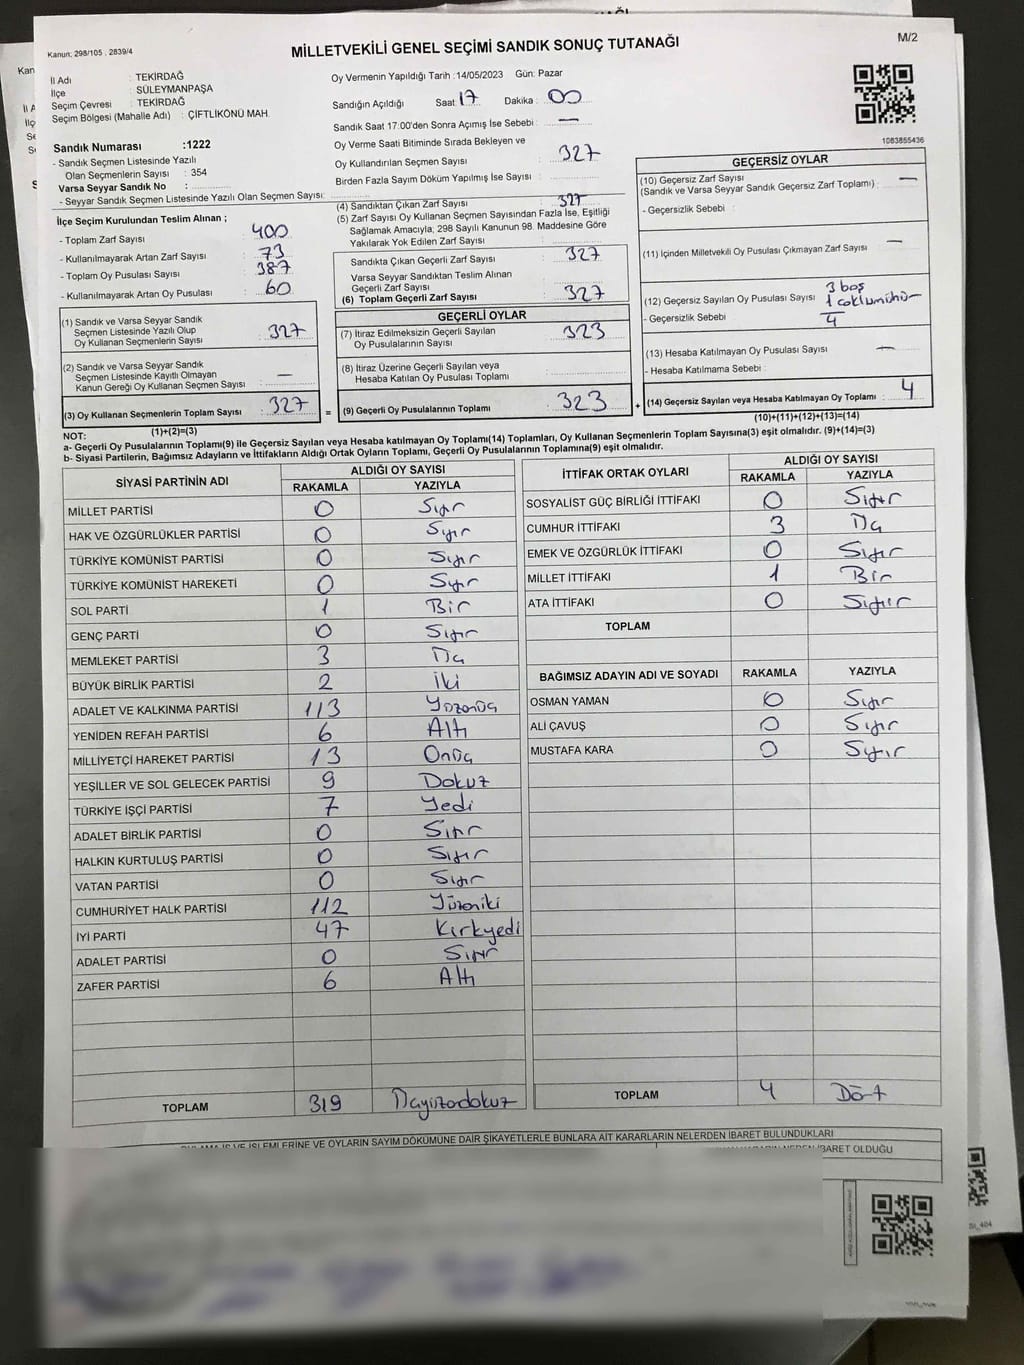 Kanun: 298/105 , 2839/4
MİLLETVEKİLİ GENEL SEÇİMİ SANDIK SONUÇ TUTANAĞI
M/2
İl Adı : TEKİRDAĞ
İlçe : SÜLEYMANPAŞA
Seçim Çevresi : TEKİRDAĞ
Seçim Bölgesi (Mahalle Adı) : ÇİFTLİKÖNÜ MAH.
Oy Vermenin Yapıldığı Tarih :14/05/2023 Gün: Pazar
Sandığın Açıldığı Saat : 17 Dakika : 00
Sandık Saat 17:00'den Sonra Açımış İse Sebebi : —
Oy Verme Saati Bitiminde Sırada Bekleyen ve
Oy Kullandırılan Seçmen Sayısı : 327
Birden Fazla Sayım Döküm Yapılmış İse Sayısı :
1083855436
Sandık Numarası :1222
- Sandık Seçmen Listesinde Yazılı
Olan Seçmenlerin Sayısı : 354
Varsa Seyyar Sandık No :
- Seyyar Sandık Seçmen Listesinde Yazılı Olan Seçmen Sayısı:
İlçe Seçim Kurulundan Teslim Alınan ;
- Toplam Zarf Sayısı : 400
- Kullanılmayarak Artan Zarf Sayısı : 73
- Toplam Oy Pusulası Sayısı : 387
- Kullanılmayarak Artan Oy Pusulası : 60
(1) Sandık ve Varsa Seyyar Sandık
Seçmen Listesinde Yazılı Olup
Oy Kullanan Seçmenlerin Sayısı : 327
(2) Sandık ve Varsa Seyyar Sandık
Seçmen Listesinde Kayıtlı Olmayan
Kanun Gereği Oy Kullanan Seçmen Sayısı : —
(3) Oy Kullanan Seçmenlerin Toplam Sayısı : 327
(1)+(2)=(3)
(4) Sandıktan Çıkan Zarf Sayısı : 327
(5) Zarf Sayısı Oy Kullanan Seçmen Sayısından Fazla İse, Eşitliği
Sağlamak Amacıyla; 298 Sayılı Kanunun 98. Maddesine Göre
Yakılarak Yok Edilen Zarf Sayısı :
Sandıkta Çıkan Geçerli Zarf Sayısı : 327
Varsa Seyyar Sandıktan Teslim Alınan
Geçerli Zarf Sayısı :
(6) Toplam Geçerli Zarf Sayısı : 327
GEÇERLİ OYLAR
(7) İtiraz Edilmeksizin Geçerli Sayılan
Oy Pusulalarının Sayısı : 323
(8) İtiraz Üzerine Geçerli Sayılan veya
Hesaba Katılan Oy Pusulası Toplamı :
= (9) Geçerli Oy Pusulalarının Toplamı : 323
GEÇERSİZ OYLAR
(10) Geçersiz Zarf Sayısı
(Sandık ve Varsa Seyyar Sandık Geçersiz Zarf Toplamı) : —
- Geçersizlik Sebebi :
(11) İçinden Milletvekili Oy Pusulası Çıkmayan Zarf Sayısı : —
(12) Geçersiz Sayılan Oy Pusulası Sayısı : 3 boş
1 çoklumühür
- Geçersizlik Sebebi : 4
(13) Hesaba Katılmayan Oy Pusulası Sayısı : —
- Hesaba Katılmama Sebebi :
+ (14) Geçersiz Sayılan veya Hesaba Katılmayan Oy Toplamı : 4
(10)+(11)+(12)+(13)=(14)
NOT:
a- Geçerli Oy Pusulalarının Toplamı(9) ile Geçersiz Sayılan veya Hesaba katılmayan Oy Toplamı(14) Toplamları, Oy Kullanan Seçmenlerin Toplam Sayısına(3) eşit olmalıdır. (9)+(14)=(3)
b- Siyasi Partilerin, Bağımsız Adayların ve İttifakların Aldığı Ortak Oyların Toplamı, Geçerli Oy Pusulalarının Toplamına(9) eşit olmalıdır.
SİYASİ PARTİNİN ADI ALDIĞI OY SAYISI
RAKAMLA YAZIYLA
MİLLET PARTİSİ 0 Sıfır
HAK VE ÖZGÜRLÜKLER PARTİSİ 0 Sıfır
TÜRKİYE KOMÜNİST PARTİSİ 0 Sıfır
TÜRKİYE KOMÜNİST HAREKETİ 0 Sıfır
SOL PARTİ 1 Bir
GENÇ PARTİ 0 Sıfır
MEMLEKET PARTİSİ 3 Üç
BÜYÜK BİRLİK PARTİSİ 2 İki
ADALET VE KALKINMA PARTİSİ 113 Yüzonüç
YENİDEN REFAH PARTİSİ 6 Altı
MİLLİYETÇİ HAREKET PARTİSİ 13 Onüç
YEŞİLLER VE SOL GELECEK PARTİSİ 9 Dokuz
TÜRKİYE İŞÇİ PARTİSİ 7 Yedi
ADALET BİRLİK PARTİSİ 0 Sıfır
HALKIN KURTULUŞ PARTİSİ 0 Sıfır
VATAN PARTİSİ 0 Sıfır
CUMHURİYET HALK PARTİSİ 112 Yüzoniki
İYİ PARTİ 47 Kırkyedi
ADALET PARTİSİ 0 Sıfır
ZAFER PARTİSİ 6 Altı
TOPLAM 319 Üçyüzondokuz
İTTİFAK ORTAK OYLARI ALDIĞI OY SAYISI
RAKAMLA YAZIYLA
SOSYALİST GÜÇ BİRLİĞİ İTTİFAKI 0 Sıfır
CUMHUR İTTİFAKI 3 Üç
EMEK VE ÖZGÜRLÜK İTTİFAKI 0 Sıfır
MİLLET İTTİFAKI 1 Bir
ATA İTTİFAKI 0 Sıfır
TOPLAM
BAĞIMSIZ ADAYIN ADI VE SOYADI RAKAMLA YAZIYLA
OSMAN YAMAN 0 Sıfır
ALİ ÇAVUŞ 0 Sıfır
MUSTAFA KARA 0 Sıfır
TOPLAM 4 Dört
İŞLEMLERİNE VE OYLARIN SAYIM DÖKÜMÜNE DAİR ŞİKAYETLERLE BUNLARA AİT KARARLARIN NELERDEN İBARET BULUNDUKLARI
İBARET OLDUĞU